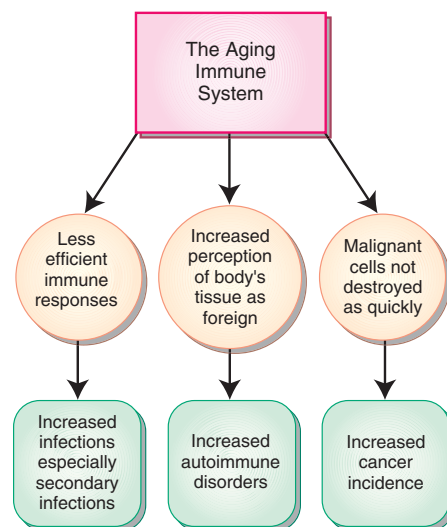 The Aging
Immune
System
Less
efficient
immune
responses
Increased
perception
of body's
tissue as
foreign
Malignant
cells not
destroyed
as quickly
Increased
infections
especially
secondary
infections
Increased
autoimmune
disorders
Increased
cancer
incidence